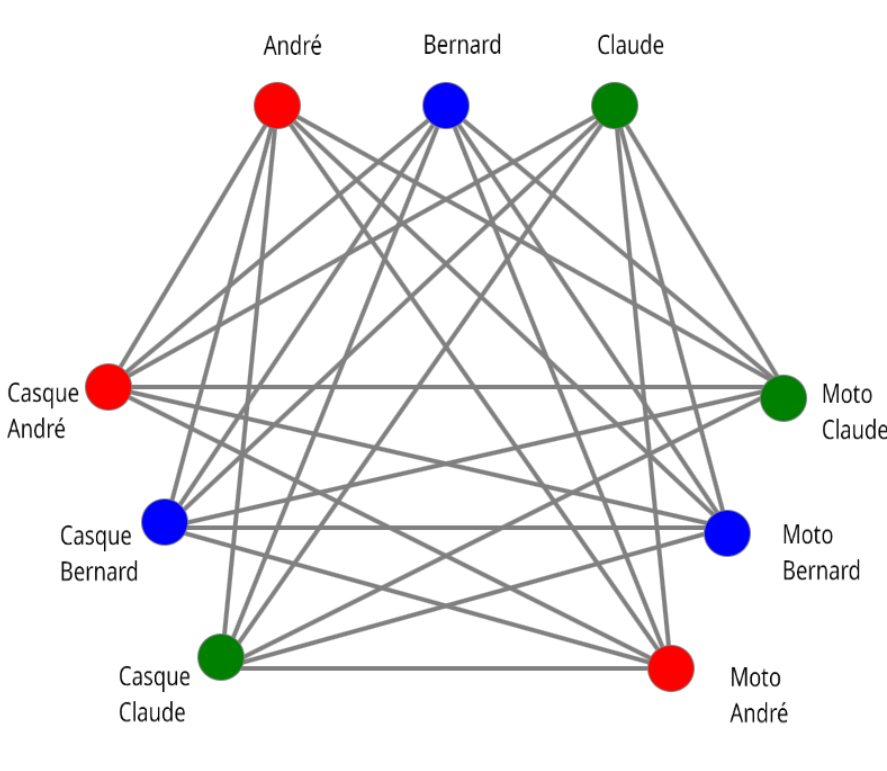 André
Bernard
Claude
Casque
André
Moto
Claude
Casque
Bernard
Moto
Bernard
Casque
Claude
Moto
André